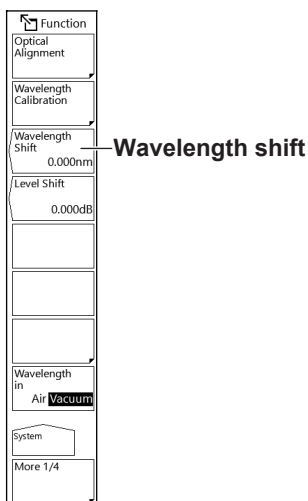 Function
Optical
Alignment
Wavelength
Calibration
Wavelength
Shift
0.000nm
Wavelength shift
Level Shift
0.000dB
Wavelength
in
Air Vacuum
System
More 1/4